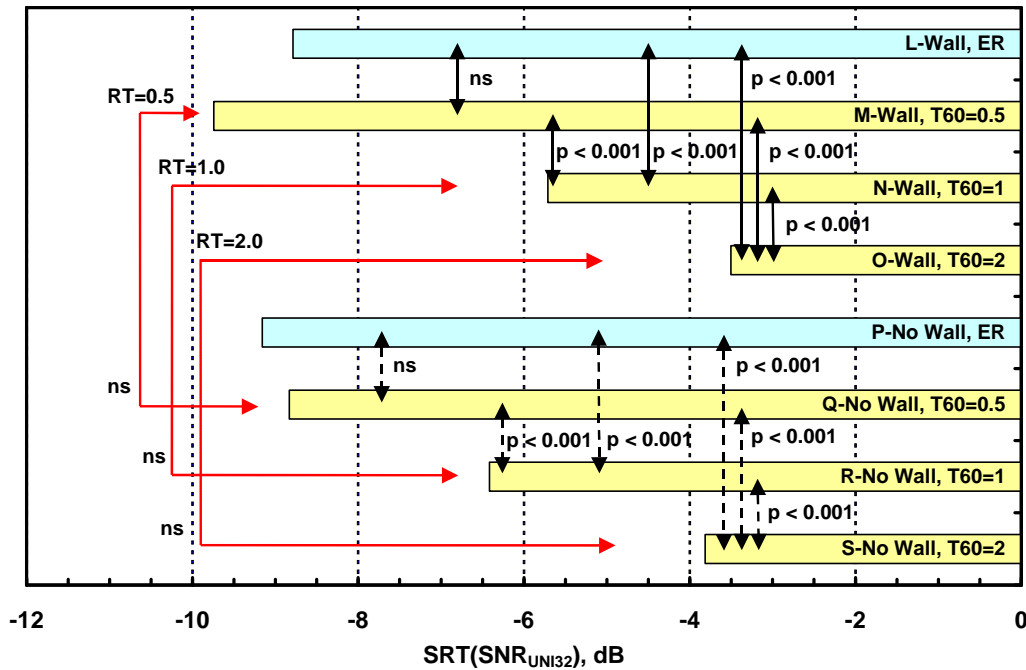 L-Wall, ER
ns
p < 0.001
RT=0.5
M-Wall, T60=0.5
p < 0.001
p < 0.001
p < 0.001
RT=1.0
N-Wall, T60=1
p < 0.001
RT=2.0
O-Wall, T60=2
P-No Wall, ER
ns
p < 0.001
ns
Q-No Wall, T60=0.5
p < 0.001
p < 0.001
p < 0.001
ns
R-No Wall, T60=1
p < 0.001
ns
S-No Wall, T60=2
-12 -10 -8 -6 -4 -2 0
SRT(SNRUNI32), dB